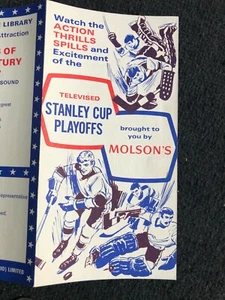 LIBRARY
Attraction
OF
TURY
SOUND
Watch the
ACTION
THRILLS
SPILLS and
Excitement
of the
TELEVISED
STANLEY CUP
PLAYOFFS
brought to
you by
MOLSON'S
LIMITED